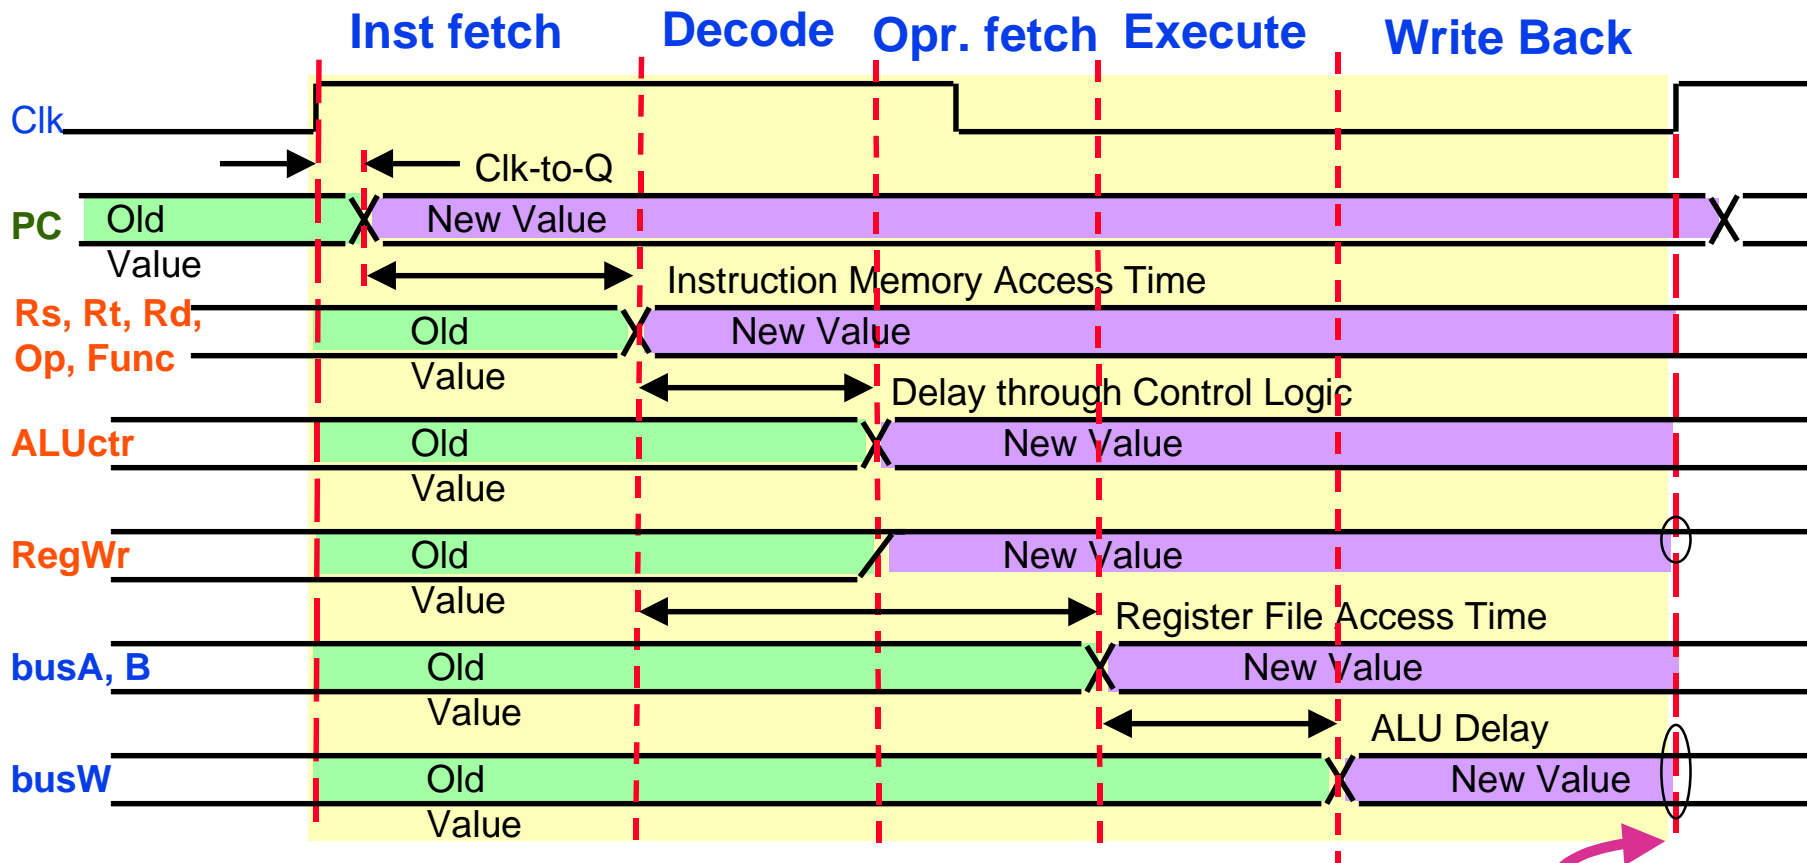 Inst fetch Decode Opr. fetch Execute Write Back
Clk
Clk-to-Q
PC Old New Value
Value
Instruction Memory Access Time
Rs, Rt, Rd, Old New Value
Op, Func Value
Delay through Control Logic
ALUctr Old New Value
Value
RegWr Old New Value
Value
Register File Access Time
busA, B Old New Value
Value
ALU Delay
busW Old New Value
Value